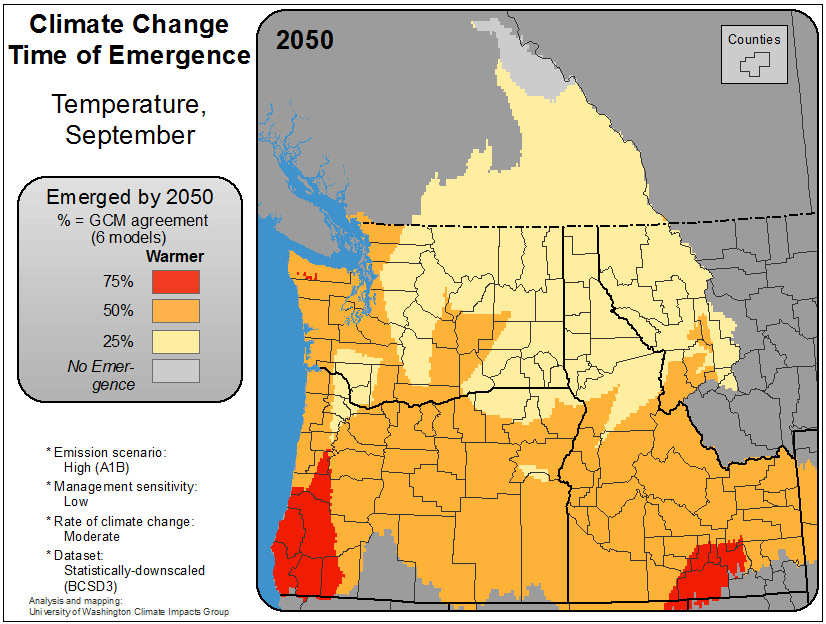 Climate Change
Time of Emergence
Temperature,
September
Emerged by 2050
% = GCM agreement
(6 models)
Warmer
75%
50%
25%
No Emer-
gence
* Emission scenario:
High (A1B)
* Management sensitivity:
Low
* Rate of climate change:
Moderate
* Dataset:
Statistically-downscaled
(BCSD3)
Analysis and mapping:
University of Washington Climate Impacts Group
2050
Counties